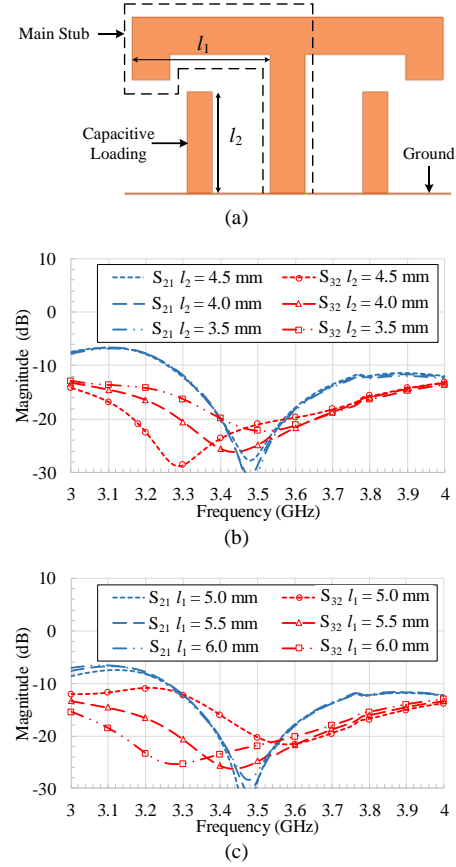 Main Stub
l1
Capacitive
Loading
l2
Ground
(a)
10
0
-10
-20
-30
Magnitude (dB)
S21 l2 = 4.5 mm
S32 l2 = 4.5 mm
S21 l2 = 4.0 mm
S32 l2 = 4.0 mm
S21 l2 = 3.5 mm
S32 l2 = 3.5 mm
3 3.1 3.2 3.3 3.4 3.5 3.6 3.7 3.8 3.9 4
Frequency (GHz)
(b)
10
0
-10
-20
-30
Magnitude (dB)
S21 l1 = 5.0 mm
S32 l1 = 5.0 mm
S21 l1 = 5.5 mm
S32 l1 = 5.5 mm
S21 l1 = 6.0 mm
S32 l1 = 6.0 mm
3 3.1 3.2 3.3 3.4 3.5 3.6 3.7 3.8 3.9 4
Frequency (GHz)
(c)